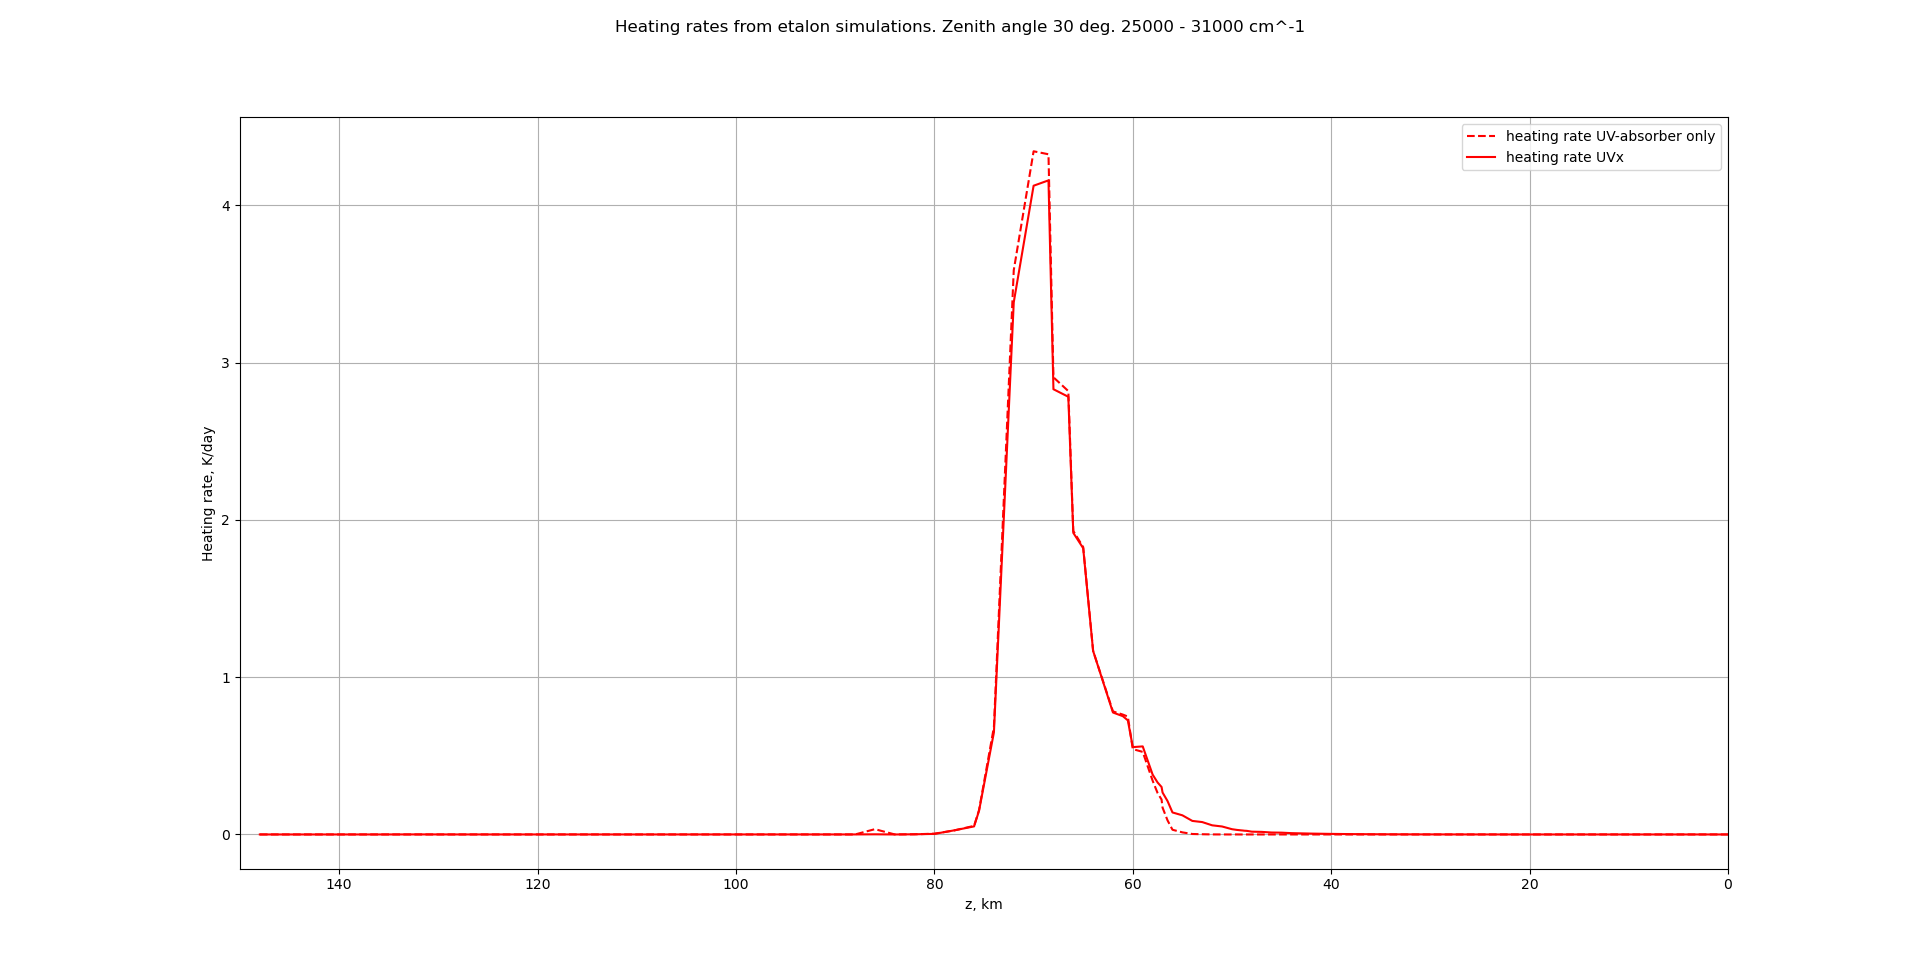 Heating rates from etalon simulations. Zenith angle 30 deg. 25000 - 31000 cm^-1
heating rate UV-absorber only
heating rate UVx
4
3
2
1
0
Heating rate, K/day
140
120
100
80
60
40
20
0
z, km